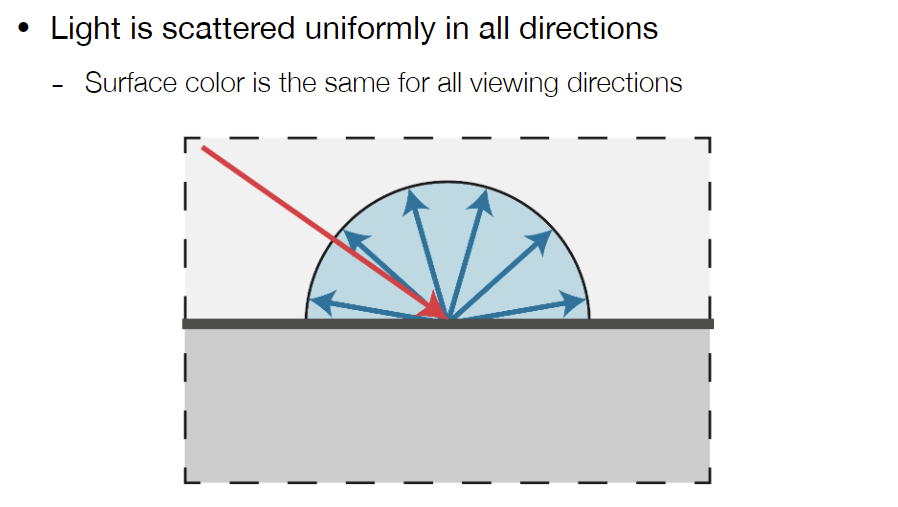 • Light is scattered uniformly in all directions
- Surface color is the same for all viewing directions